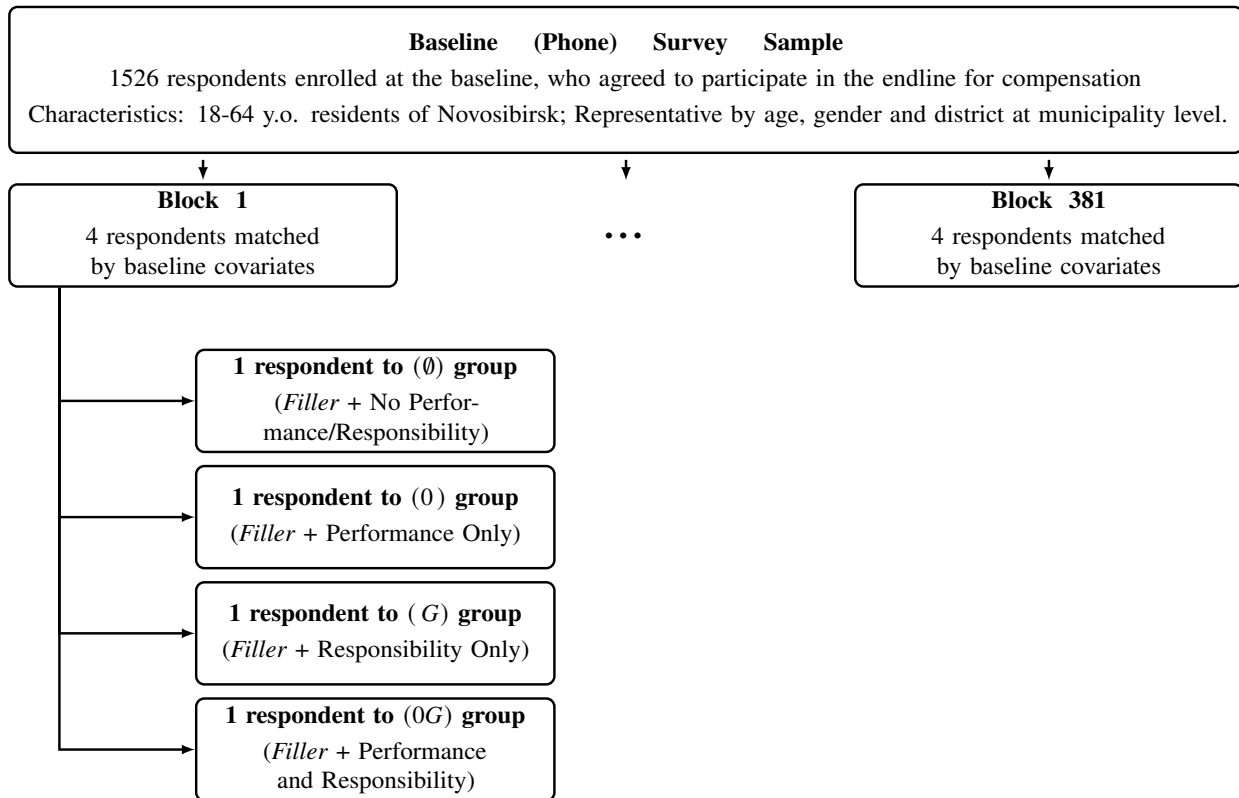 Baseline (Phone) Survey Sample
1526 respondents enrolled at the baseline, who agreed to participate in the endline for compensation
Characteristics: 18-64 y.o. residents of Novosibirsk; Representative by age, gender and district at municipality level.
Block 1
4 respondents matched
by baseline covariates
...
Block 381
4 respondents matched
by baseline covariates
1 respondent to (∅) group
(Filler + No Perfor-
mance/Responsibility)
1 respondent to (0) group
(Filler + Performance Only)
1 respondent to (G) group
(Filler + Responsibility Only)
1 respondent to (0G) group
(Filler + Performance
and Responsibility)